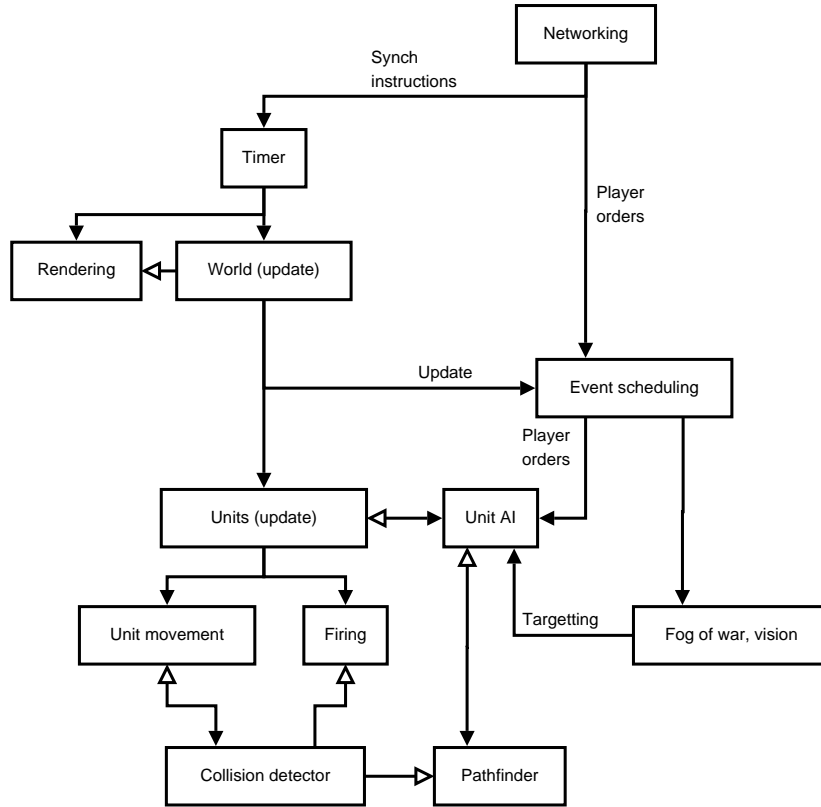 Networking
Synch
instructions
Timer
Player
orders
Rendering
World (update)
Update
Event scheduling
Player
orders
Units (update)
Unit AI
Unit movement
Firing
Targetting
Fog of war, vision
Collision detector
Pathfinder